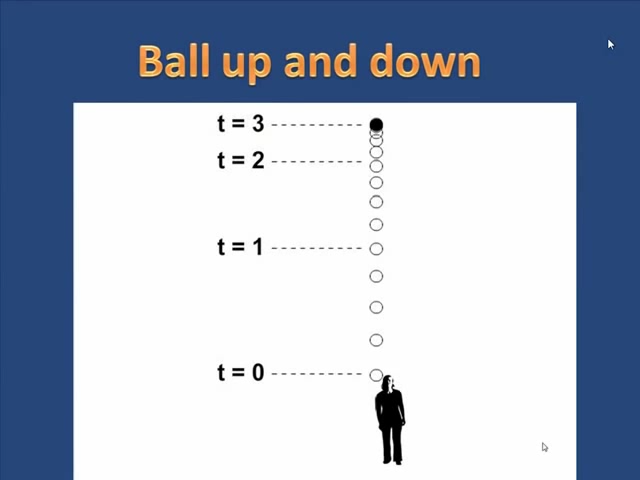 Ball up and down
t = 3
t = 2
t = 1
t = 0